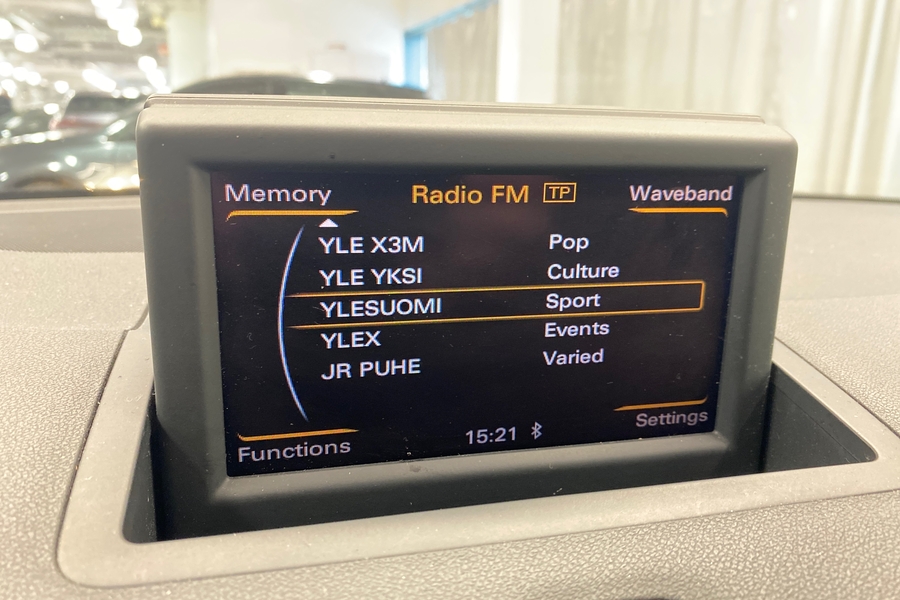 Memory Radio FM TP Waveband
YLE X3M Pop
YLE YKSI Culture
YLESUOMI Sport
YLEX Events
JR PUHE Varied
Functions 15:21 Settings